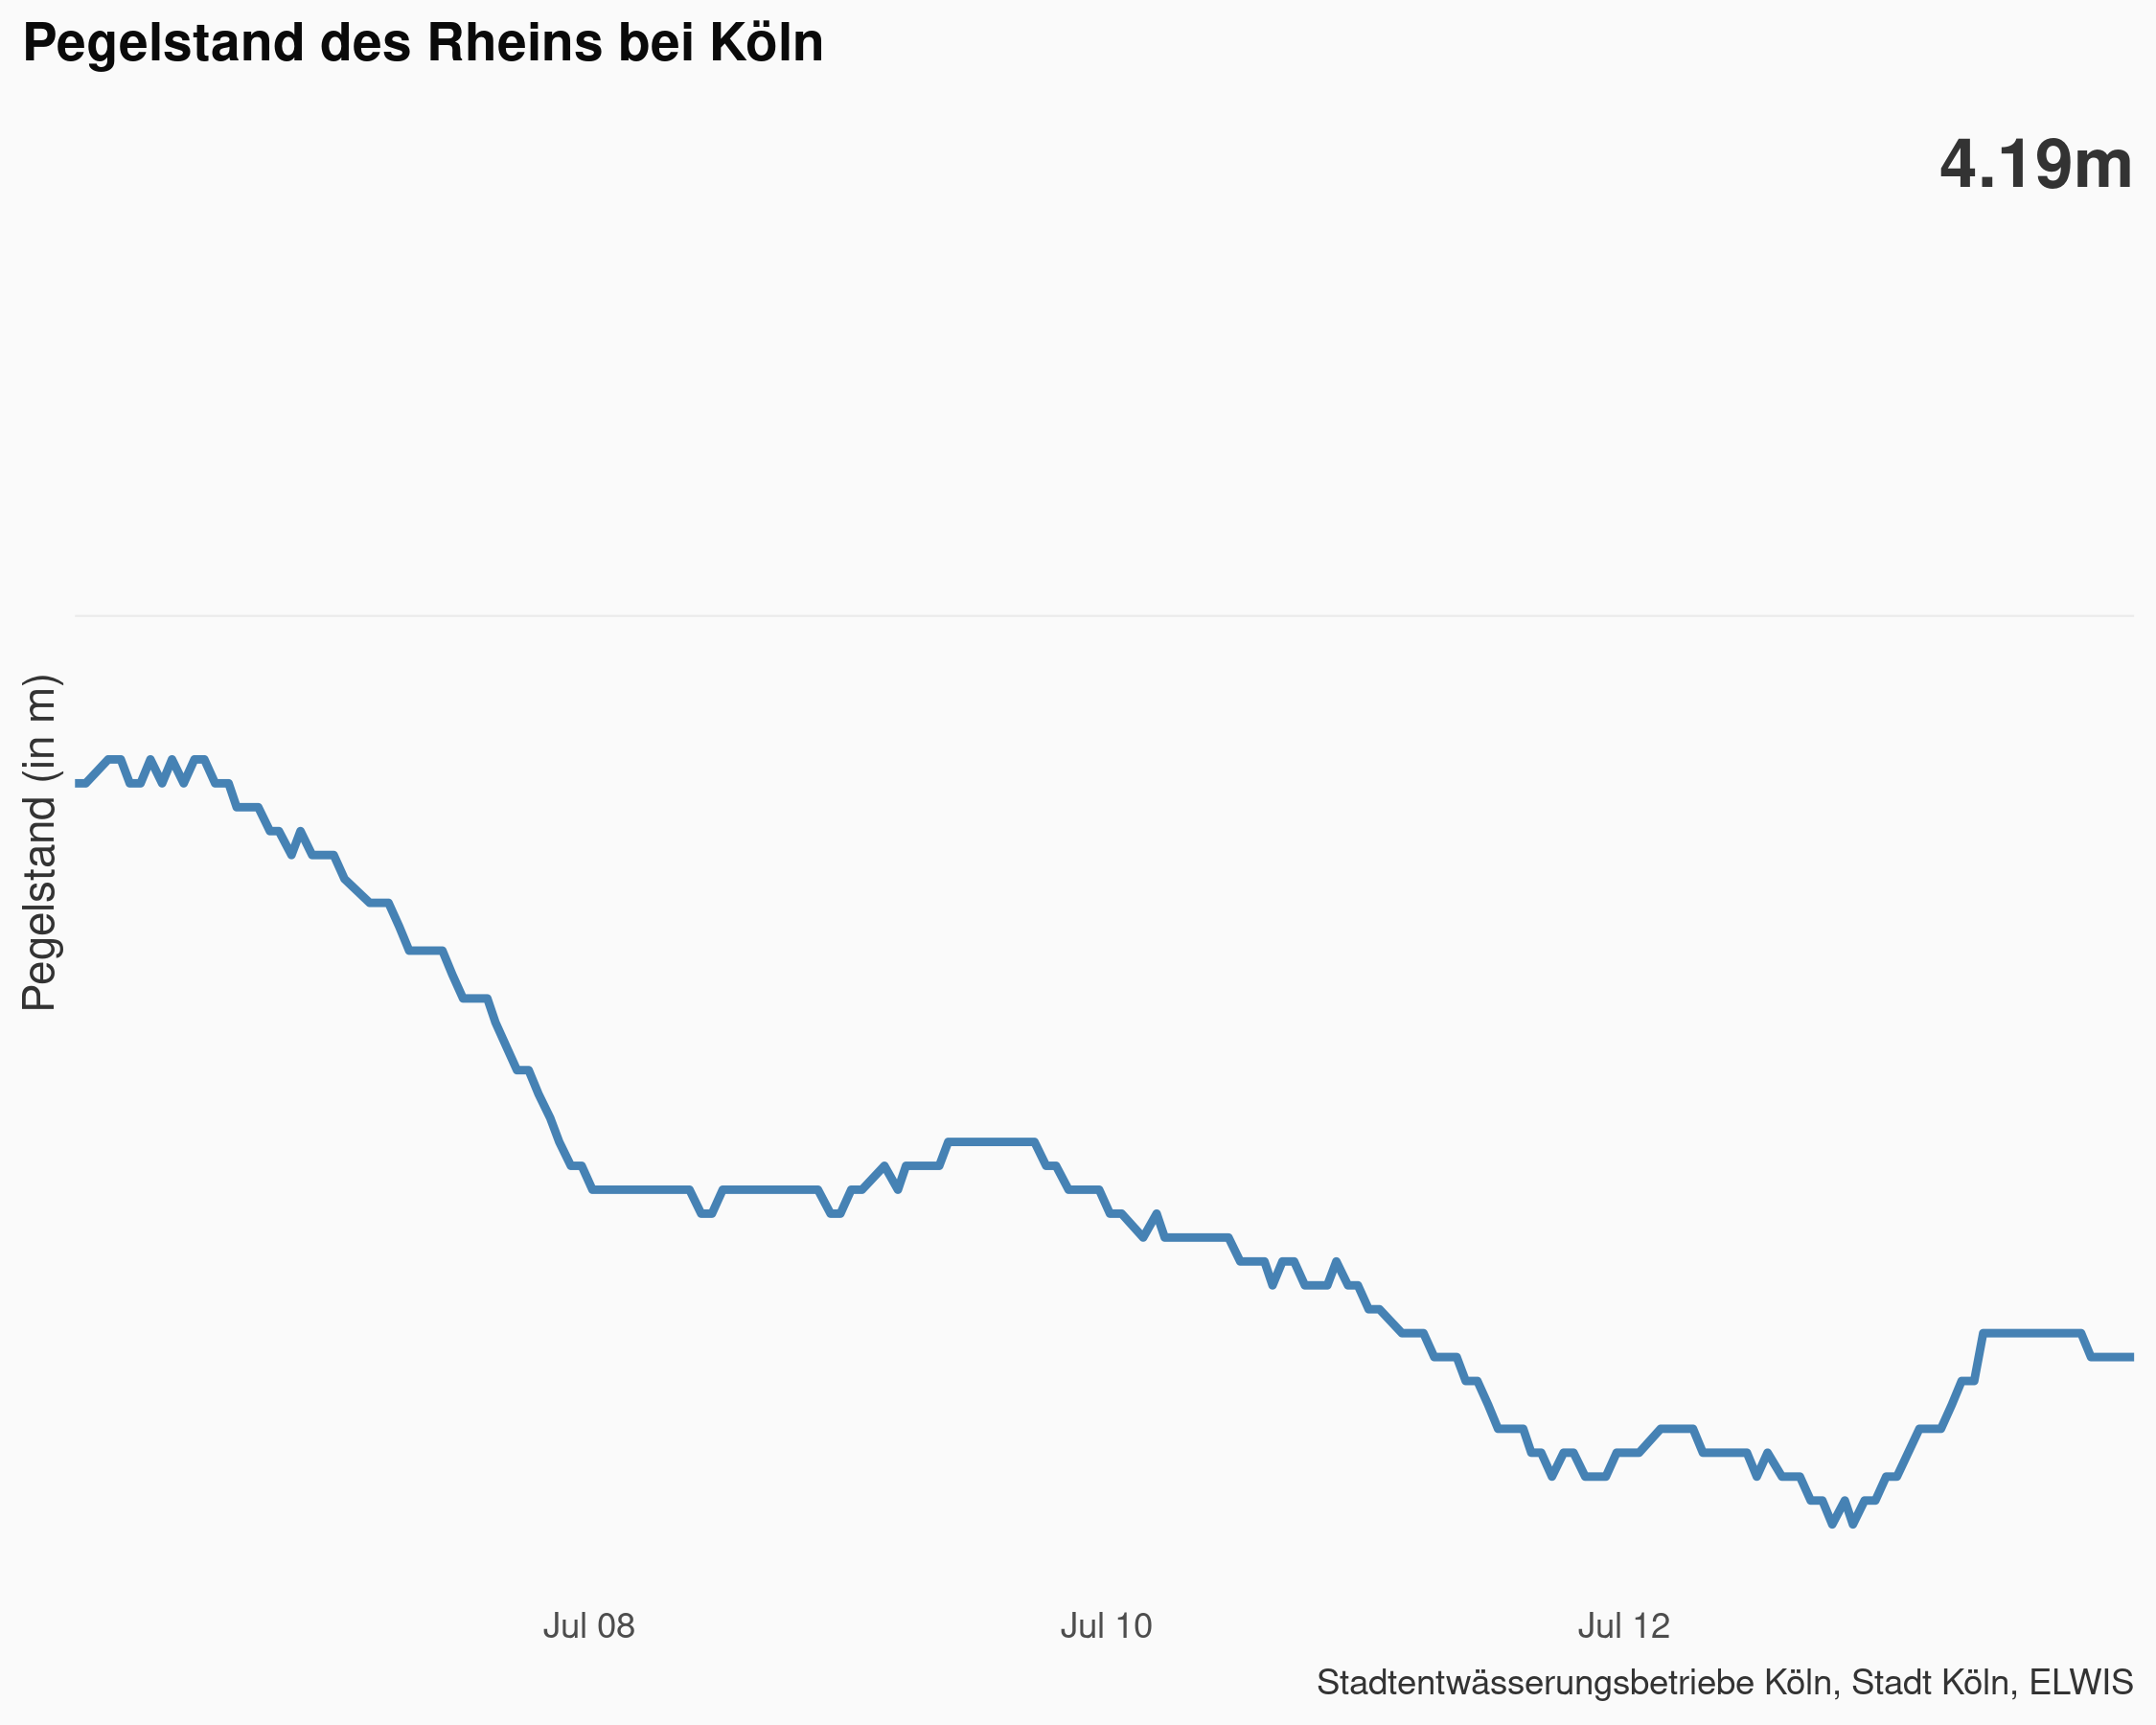 Pegelstand des Rheins bei Köln
4.19m
Pegelstand (in m)
Jul 08
Jul 10
Jul 12
Stadtentwässerungsbetriebe Köln, Stadt Köln, ELWIS